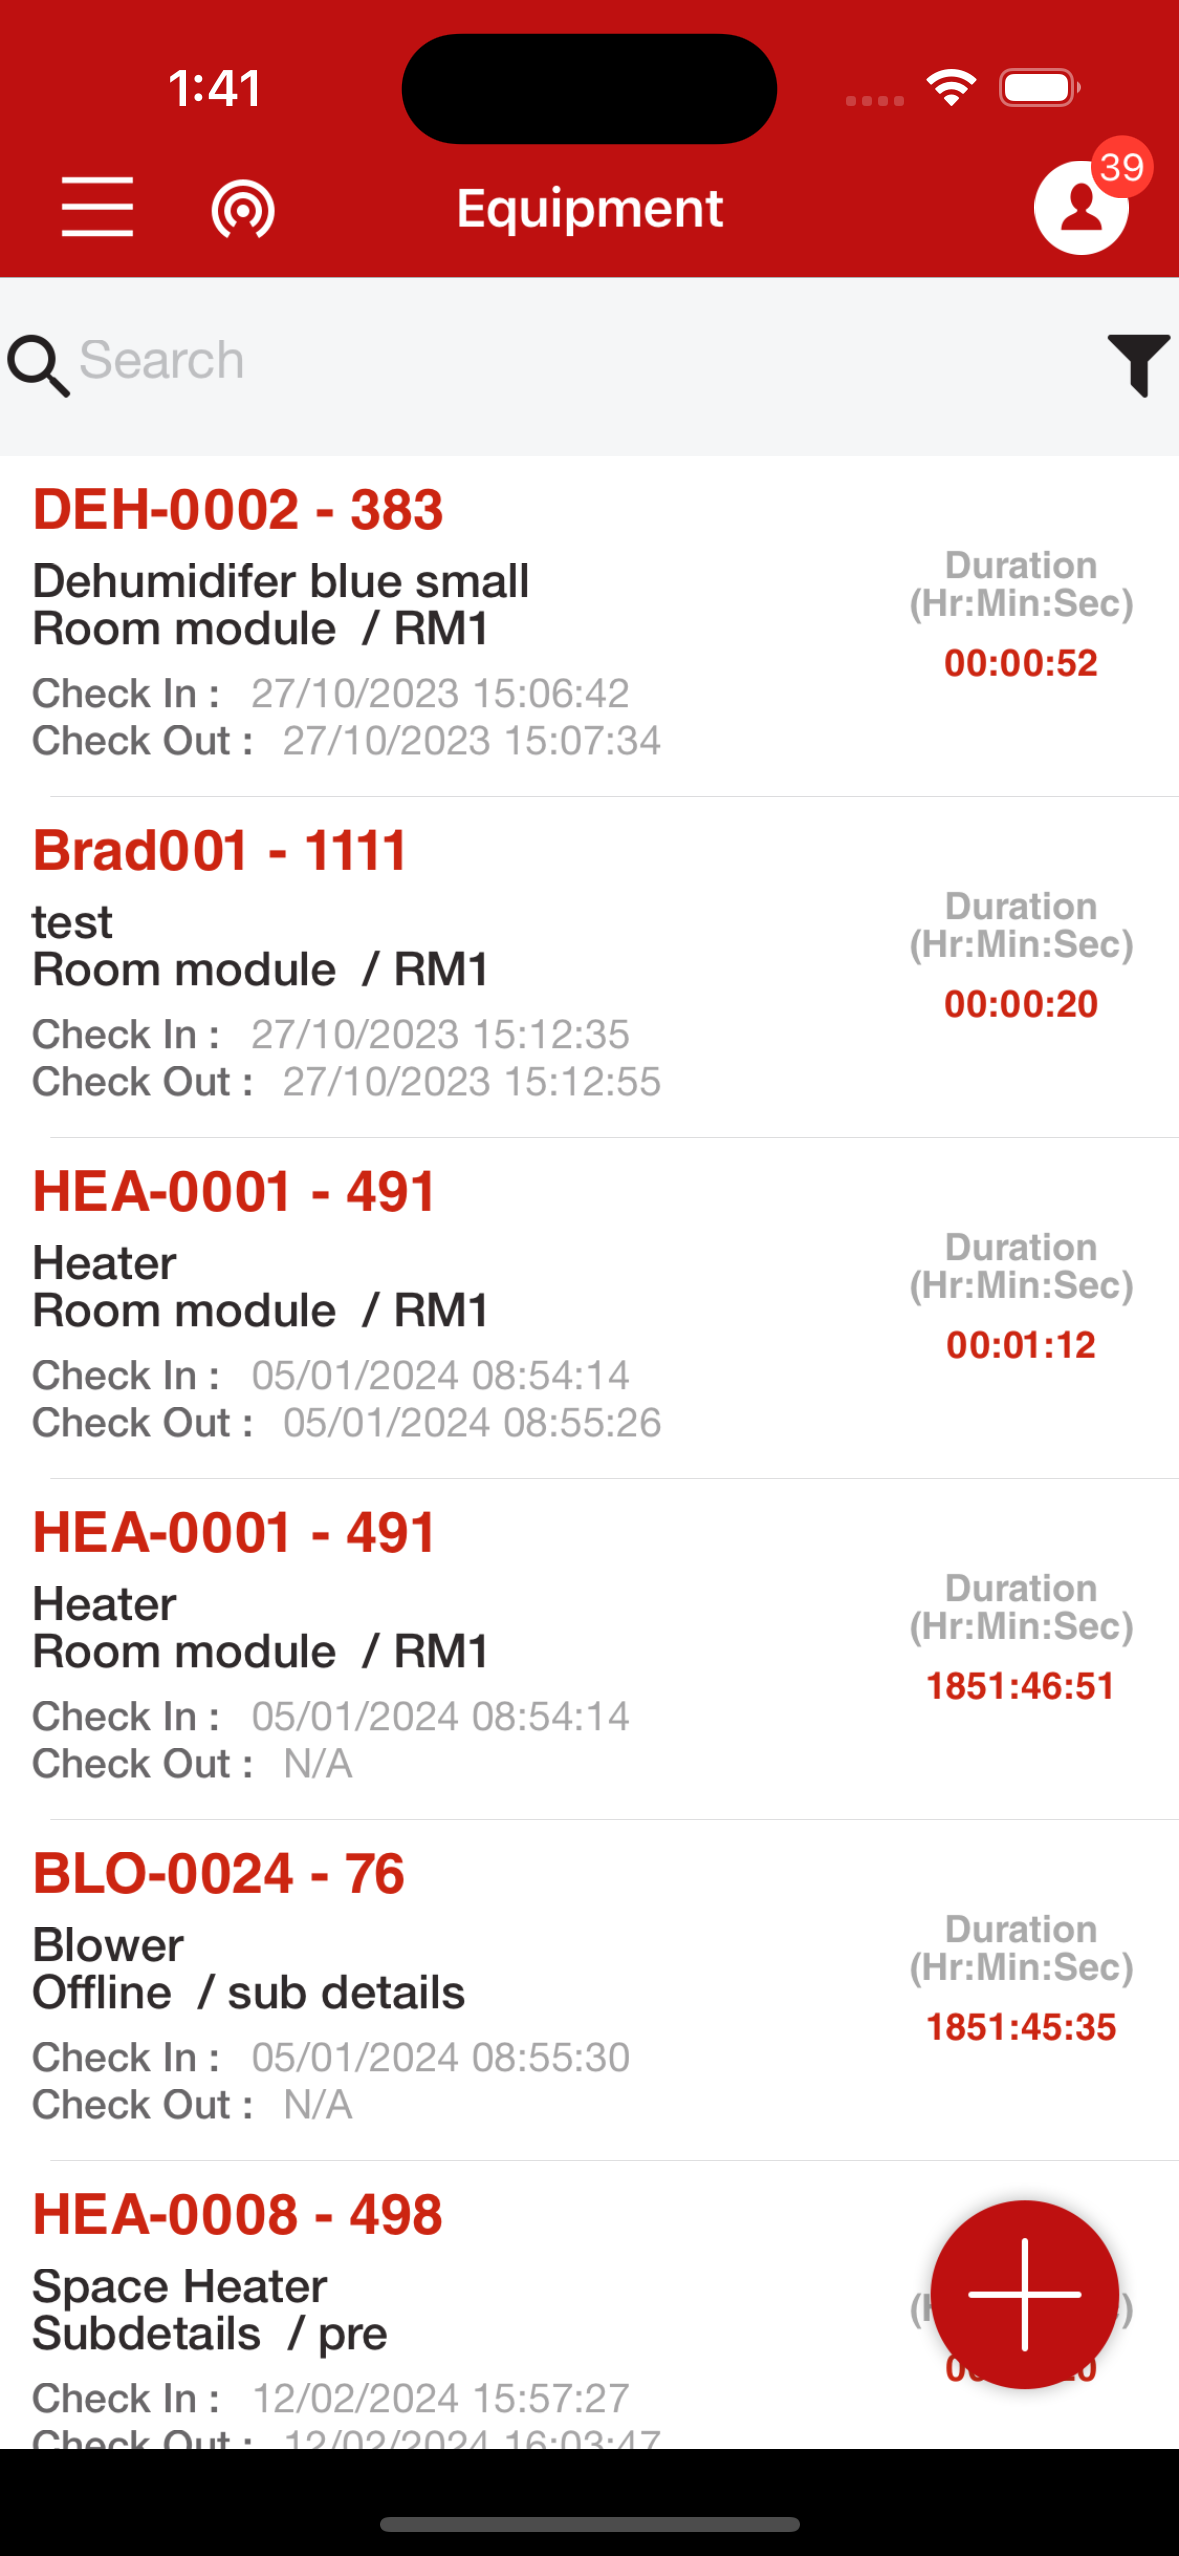 1:41
Equipment
39
Search
DEH-0002 - 383
Dehumidifer blue small
Room module / RM1
Duration
(Hr:Min:Sec)
00:00:52
Check In : 27/10/2023 15:06:42
Check Out : 27/10/2023 15:07:34
Brad001 - 1111
test
Room module / RM1
Duration
(Hr:Min:Sec)
00:00:20
Check In : 27/10/2023 15:12:35
Check Out : 27/10/2023 15:12:55
HEA-0001 - 491
Heater
Room module / RM1
Duration
(Hr:Min:Sec)
00:01:12
Check In : 05/01/2024 08:54:14
Check Out : 05/01/2024 08:55:26
HEA-0001 - 491
Heater
Room module / RM1
Duration
(Hr:Min:Sec)
1851:46:51
Check In : 05/01/2024 08:54:14
Check Out : N/A
BLO-0024 - 76
Blower
Offline / sub details
Duration
(Hr:Min:Sec)
1851:45:35
Check In : 05/01/2024 08:55:30
Check Out : N/A
HEA-0008 - 498
Space Heater
Subdetails / pre
Check In : 12/02/2024 15:57:27
Check Out : 12/02/2024 16:03:47